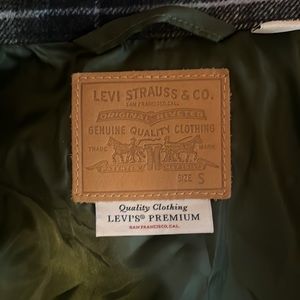 LEVI STRAUSS & CO.
SAN FRANCISCO, CAL.
ORIGINAL RIVETED
GENUINE QUALITY CLOTHING
TRADE MARK
PATENTED
SIZE S
Quality Clothing
LEVI'S® PREMIUM
SAN FRANCISCO, CAL.